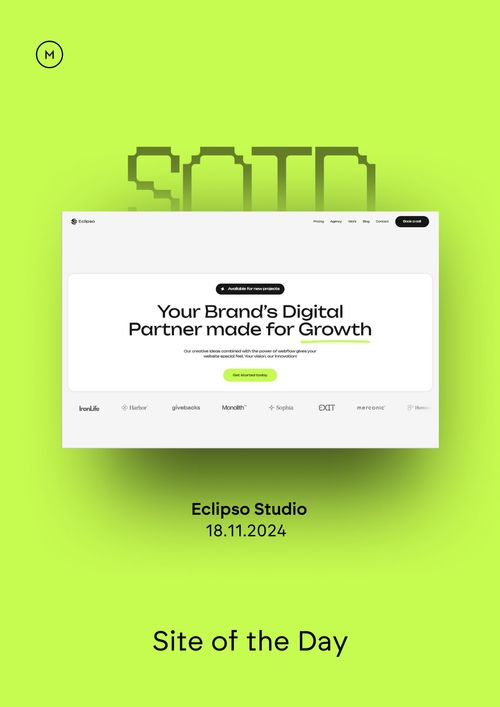 M
SOTD
Eclipso
Pricing Agency Work Blog Contact Book a call
Available for new projects
Your Brand's Digital
Partner made for Growth
Our creative ideas combined with the power of webflow gives your
website special feel. Your vision, our innovation!
Get started today
IronLife Harbor givebacks Monolith™ Sophia EXIT merconic
Eclipso Studio
18.11.2024
Site of the Day